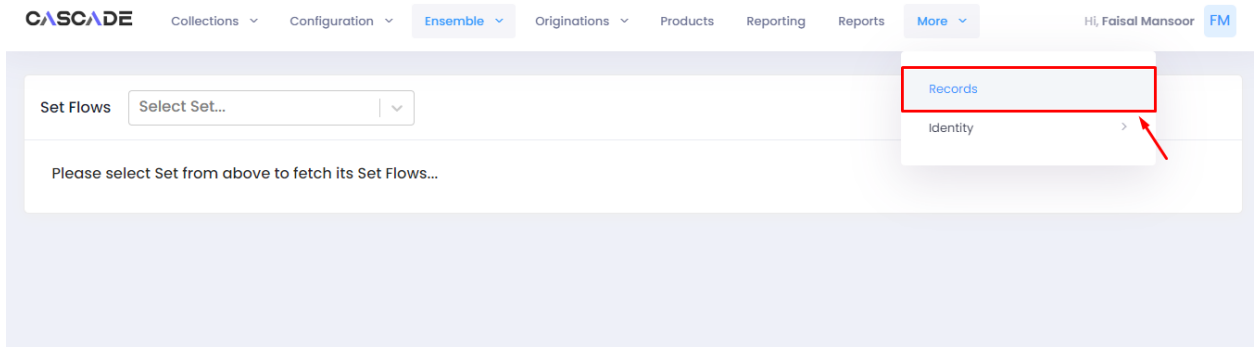 CASCADE Collections Configuration Ensemble Originations Products Reporting Reports More Hi, Faisal Mansoor FM
Records
Set Flows Select Set...
Identity
Please select Set from above to fetch its Set Flows...